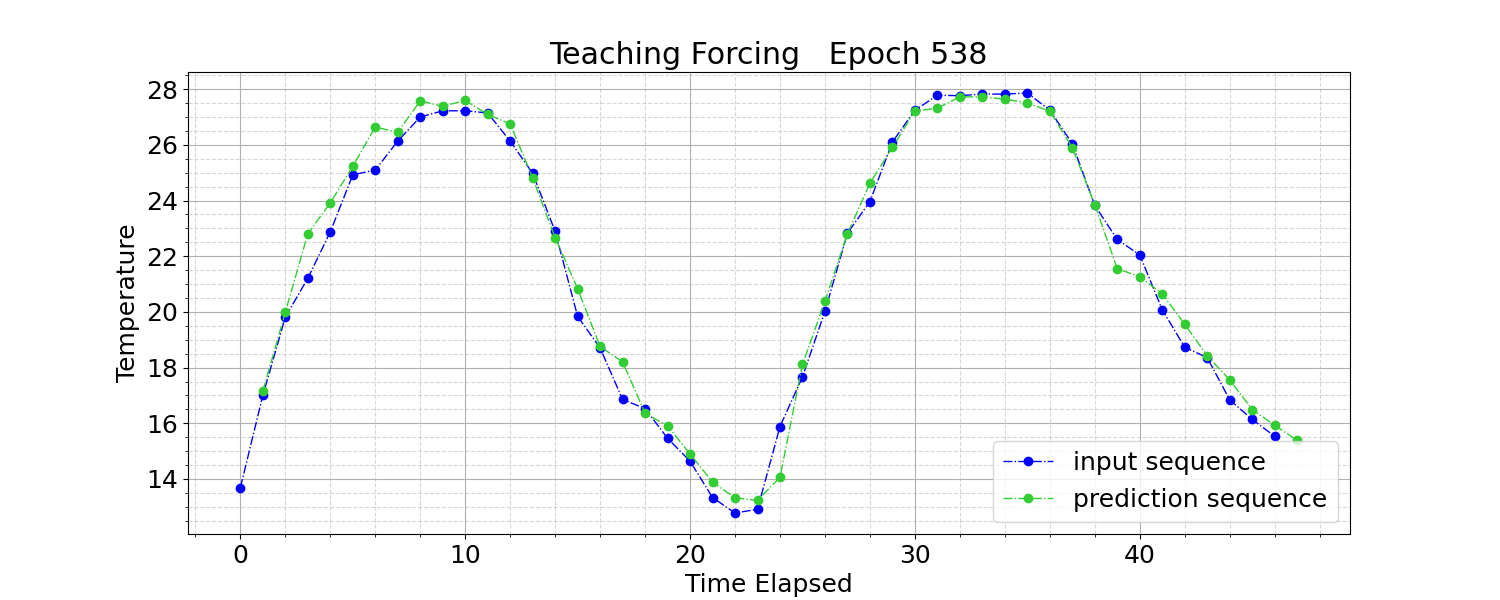 Teaching Forcing   Epoch 538
28
26
24
22
20
18
16
14
Temperature
input sequence
prediction sequence
0 10 20 30 40
Time Elapsed